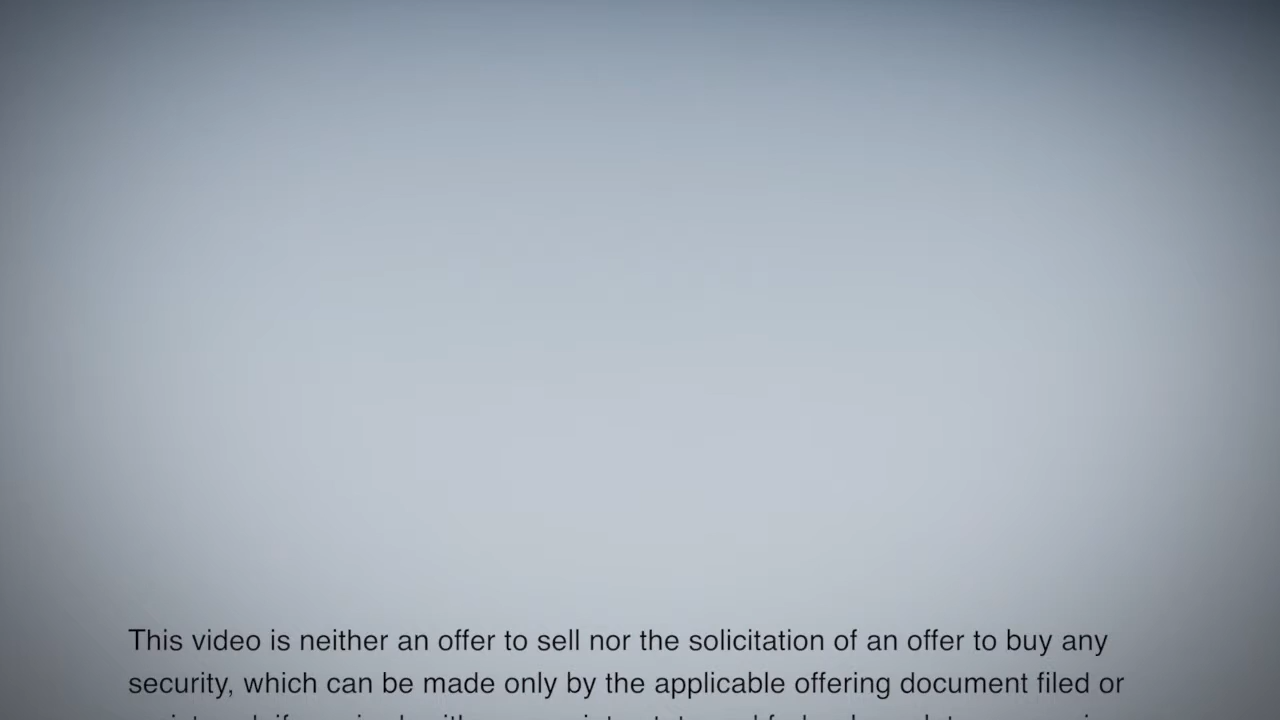 This video is neither an offer to sell nor the solicitation of an offer to buy any
security, which can be made only by the applicable offering document filed or